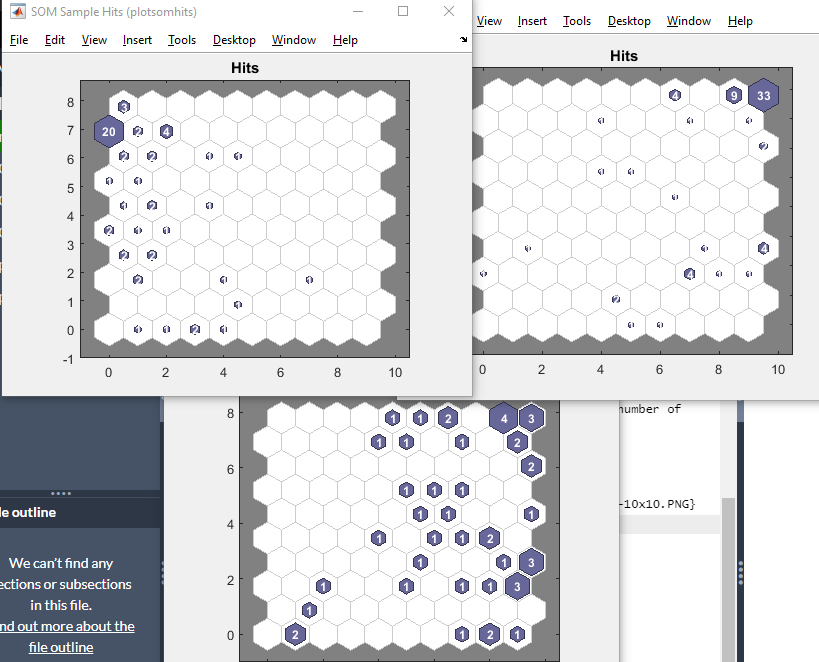 SOM Sample Hits (plotsomhits)
File Edit View Insert Tools Desktop Window Help
Hits
8
7
6
5
4
3
2
1
0
-1
0 2 4 6 8 10
3
20 2 4
2 2 1 1
1 1
1 2 1
2 1 1
2 2
2 1 1
1
1 1 2 1
View Insert Tools Desktop Window Help
Hits
4 9 33
1 1 1
2
1 1
1
1 1 4
1 4 1 1
2
1 1
0 2 4 6 8 10
8
6
4
2
0
1 1 2 4 3
1 1 1 2
2
1 1 1
1 1 1
1 1 1 2
1 1 3
1 1 1 1 3
1
2 1 2 1
number of
-10x10.PNG}
le outline
We can't find any
ections or subsections
in this file.
nd out more about the
file outline